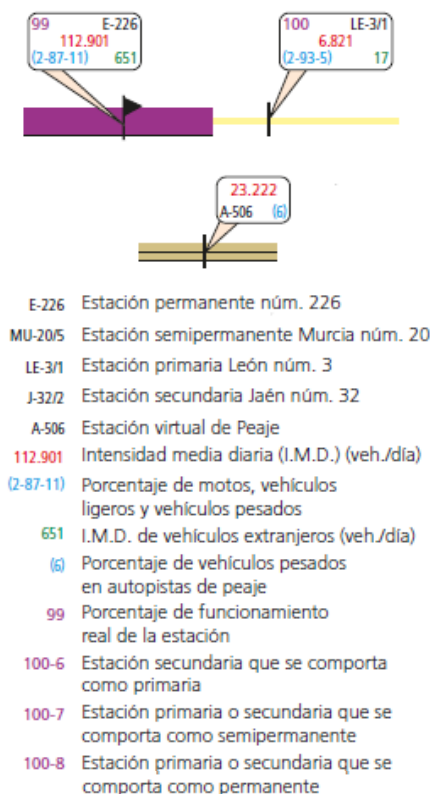 99 E-226 100 LE-3/1
112.901 6.821
(2-87-11) 651 (2-93-5) 17
23.222
A-506 (6)
E-226 Estación permanente núm. 226
MU-20/5 Estación semipermanente Murcia núm. 20
LE-3/1 Estación primaria León núm. 3
J-32/2 Estación secundaria Jaén núm. 32
A-506 Estación virtual de Peaje
112.901 Intensidad media diaria (I.M.D.) (veh./día)
(2-87-11) Porcentaje de motos, vehículos
ligeros y vehículos pesados
651 I.M.D. de vehículos extranjeros (veh./día)
(6) Porcentaje de vehículos pesados
en autopistas de peaje
99 Porcentaje de funcionamiento
real de la estación
100-6 Estación secundaria que se comporta
como primaria
100-7 Estación primaria o secundaria que se
comporta como semipermanente
100-8 Estación primaria o secundaria que se
comporta como permanente